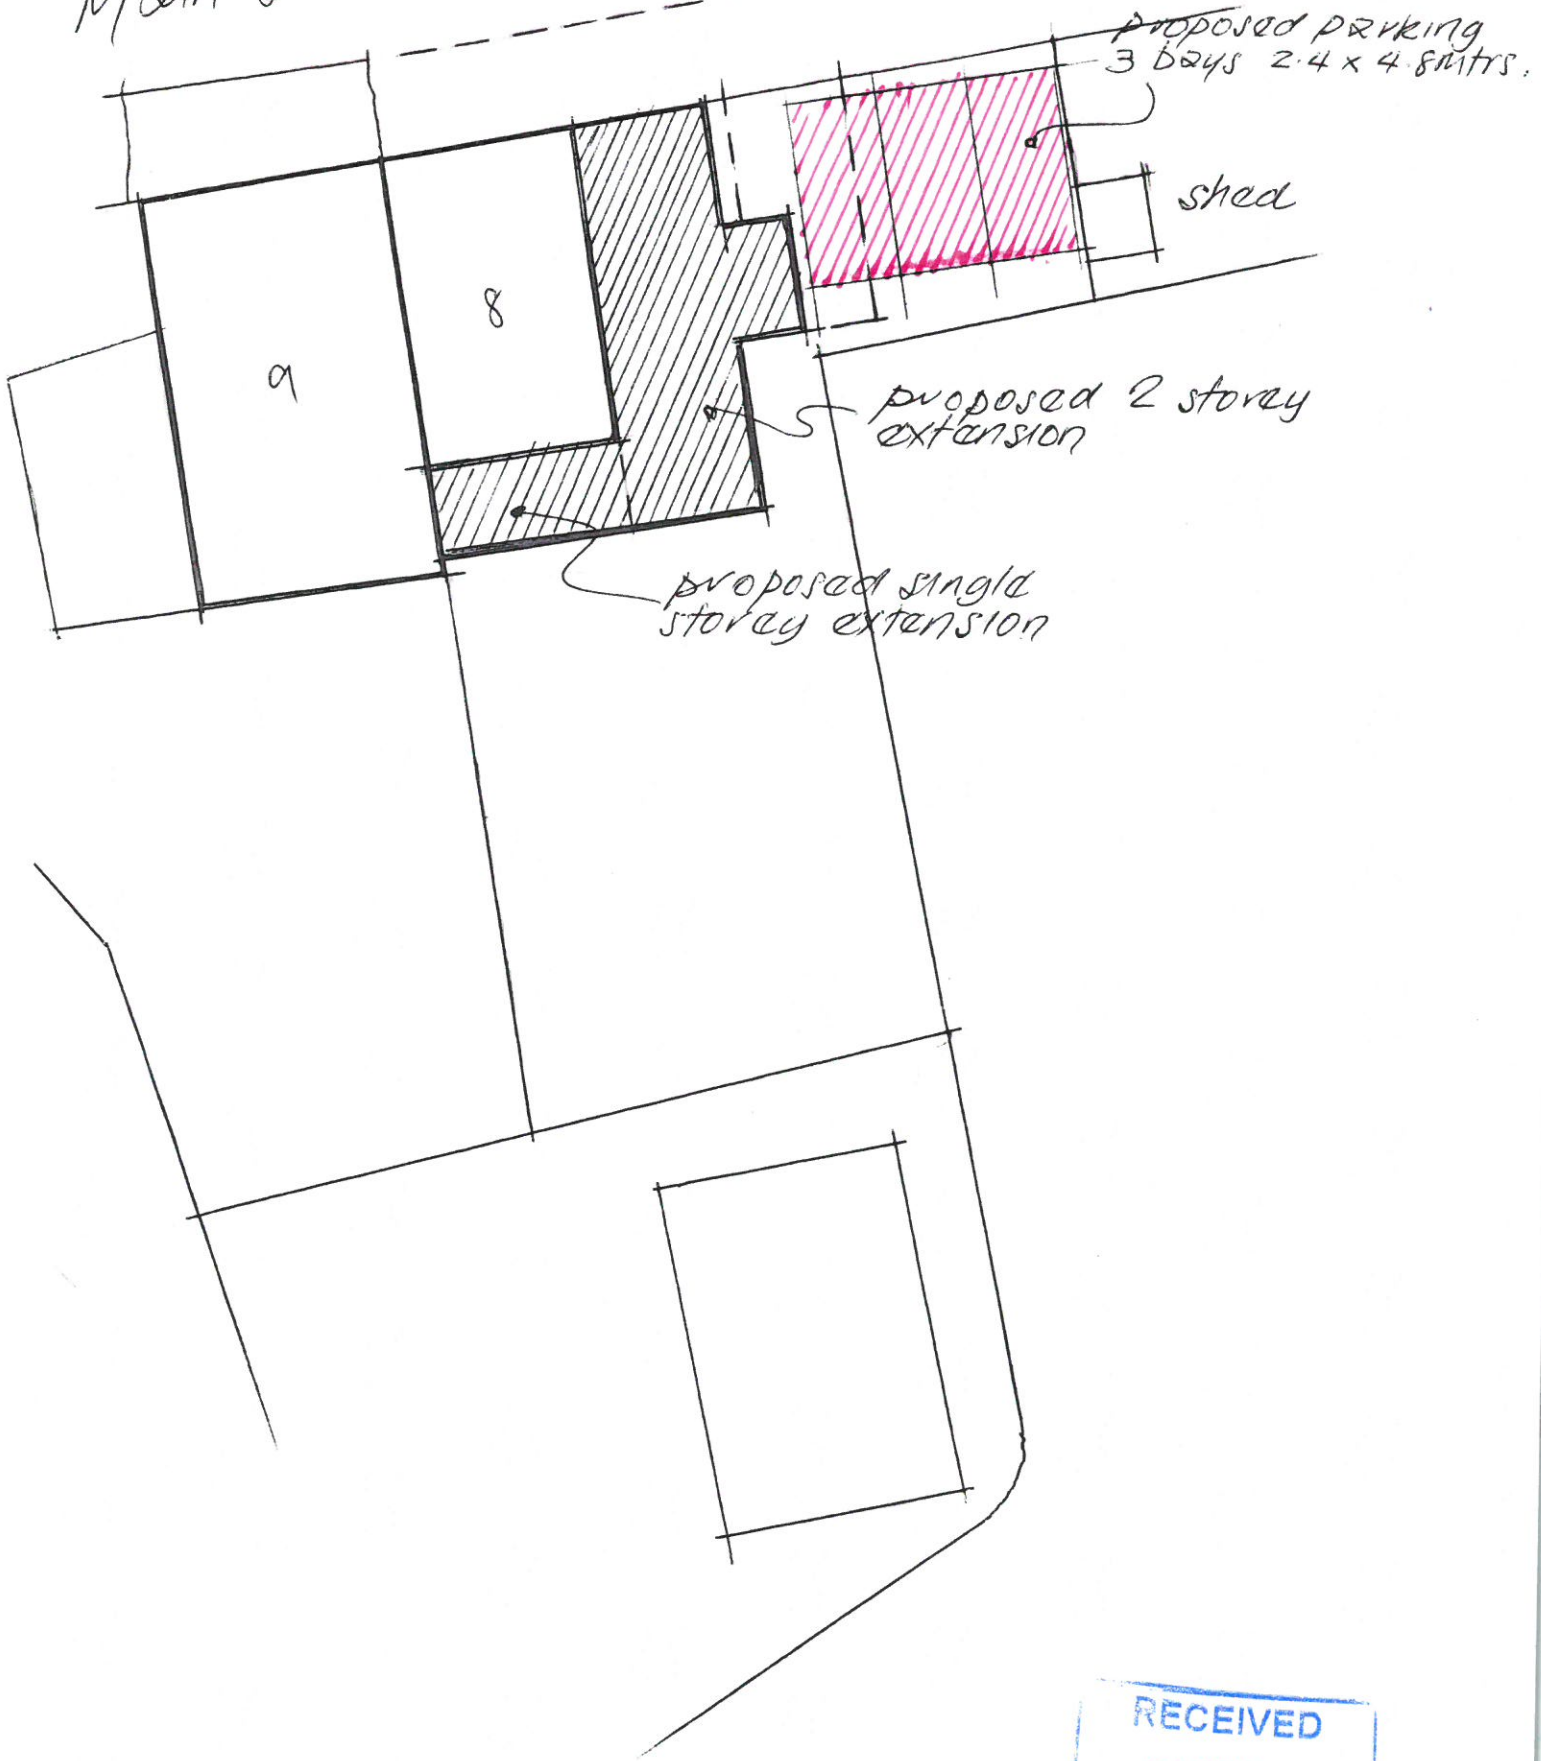 proposed parking
3 bays 2.4 x 4.8mtrs.
shed
8
9
proposed 2 storey
extension
proposed single
storey extension
RECEIVED